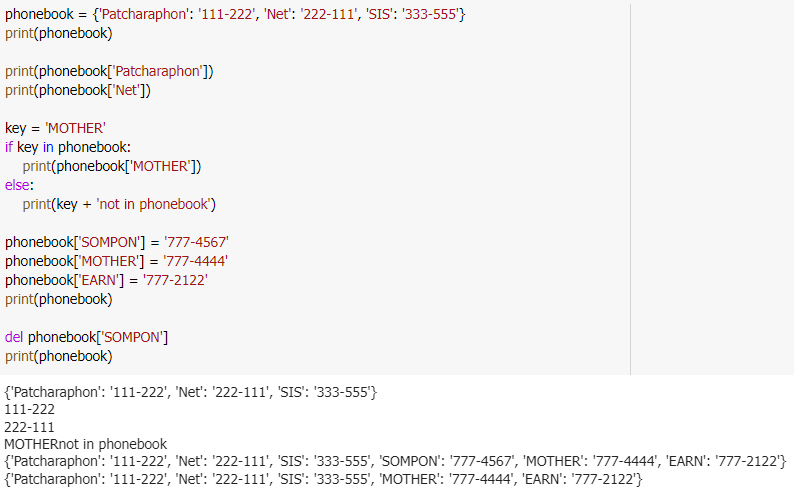 phonebook = {'Patcharaphon': '111-222', 'Net': '222-111', 'SIS': '333-555'}
print(phonebook)
print(phonebook['Patcharaphon'])
print(phonebook['Net'])
key = 'MOTHER'
if key in phonebook:
    print(phonebook['MOTHER'])
else:
    print(key + 'not in phonebook')
phonebook['SOMPON'] = '777-4567'
phonebook['MOTHER'] = '777-4444'
phonebook['EARN'] = '777-2122'
print(phonebook)
del phonebook['SOMPON']
print(phonebook)
{'Patcharaphon': '111-222', 'Net': '222-111', 'SIS': '333-555'}
111-222
222-111
MOTHERnot in phonebook
{'Patcharaphon': '111-222', 'Net': '222-111', 'SIS': '333-555', 'SOMPON': '777-4567', 'MOTHER': '777-4444', 'EARN': '777-2122'}
{'Patcharaphon': '111-222', 'Net': '222-111', 'SIS': '333-555', 'MOTHER': '777-4444', 'EARN': '777-2122'}